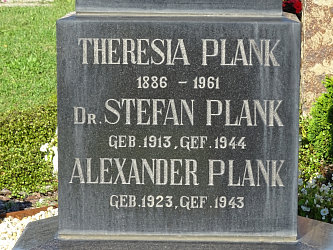 THERESIA PLANK
1886 – 1961
DR. STEFAN PLANK
GEB. 1913, GEF. 1944
ALEXANDER PLANK
GEB. 1923, GEF. 1943